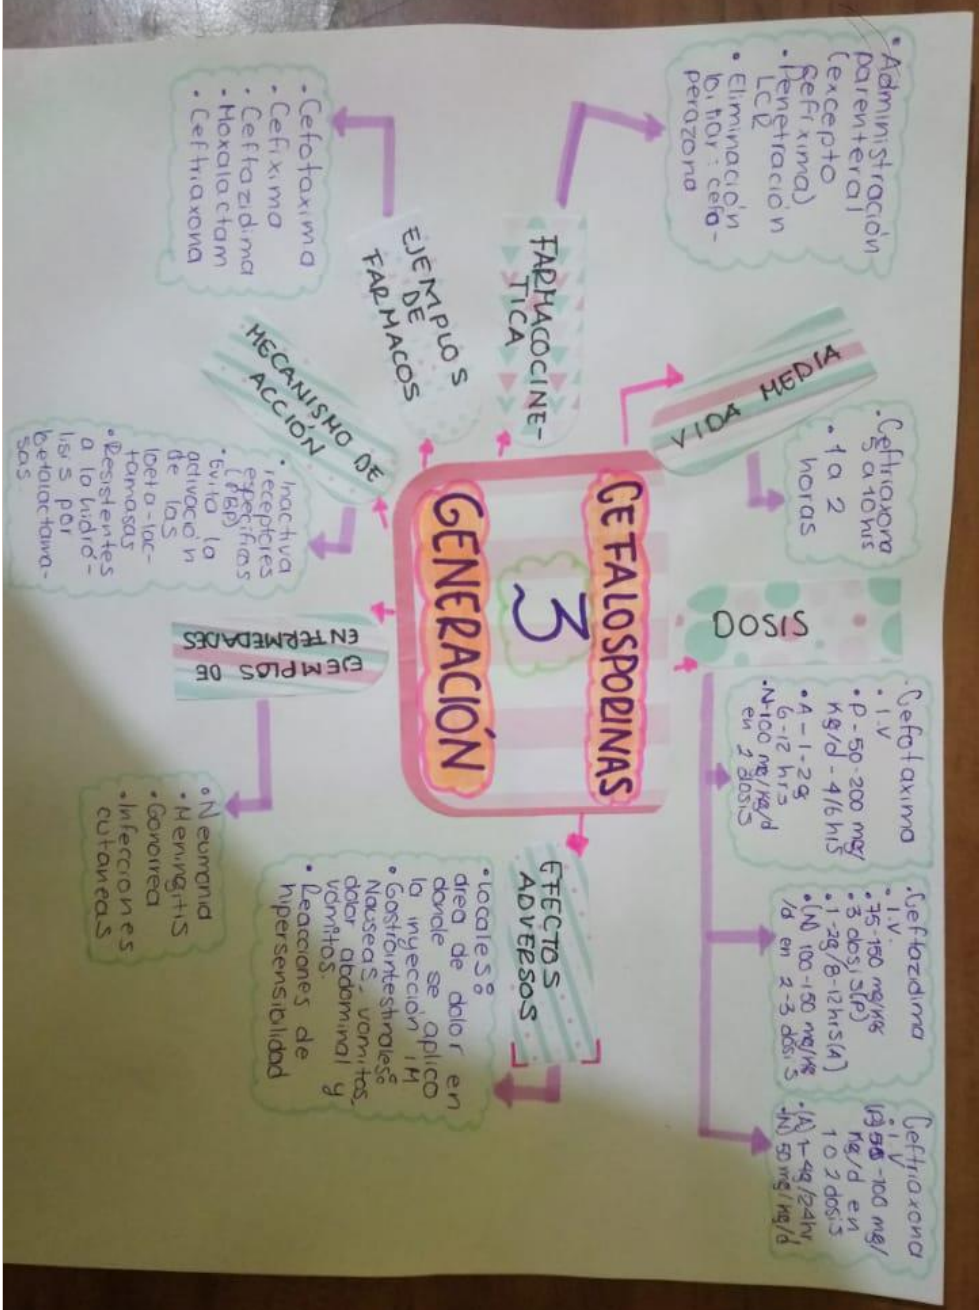 CEFALOSPORINAS
3
GENERACIÓN
FARMACOCINE-
TICA
• Administración
parenteral
(excepto
cefixima)
• Penetración
LCR
• Eliminación
biliar: cefo-
perazona
VIDA MEDIA
• Ceftriaxona
5 a 10 hrs
• 1 a 2
horas
DOSIS
Cefotaxima
• I.V
• P - 50-200 mg/
kg/d - 4/6 hrs
• A - 1-2g
6-12 hrs
• N-100 mg/kg/d
en 2 dosis
Ceftazidima
• I.V.
• 75-150 mg/kg
• 3 dosis (P)
• 1-2g/8-12hrs (A)
• (N) 100-150 mg/kg
/d en 2-3 dosis
Ceftriaxona
• I.V
(P) -100 mg/
kg/d en
1 o 2 dosis
• (A) 1-4g/24hr
• (N) 50 mg/kg/d
EFECTOS
ADVERSOS
• Locales:
área de dolor en
donde se aplico
la inyección IM
• Gastrointestinales:
Nauseas, vomitos,
dolor abdominal y
vómitos.
• Reacciones de
hipersensibilidad
EJEMPLOS DE
ENFERMEDADES
• Neumonia
• Meningitis
• Gonorrea
• Infecciones
cutaneas
MECANISMO DE
ACCIÓN
• Inactiva
receptores
especificos
(PBP)
• Evita la
activación
de las
beta-lac-
tamasas
• Resistentes
a la hidró-
lisis por
betalactama-
sas.
EJEMPLOS
DE
FARMACOS
• Cefotaxima
• Cefixima
• Ceftazidima
• Moxalactam
• Ceftriaxona